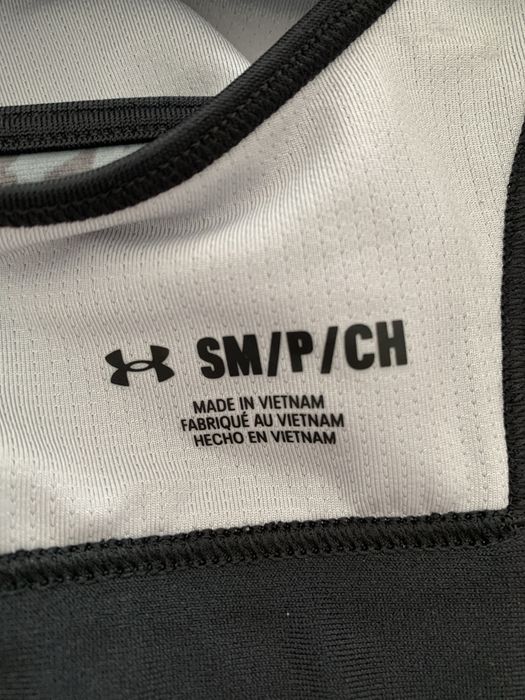 SM/P/CH
MADE IN VIETNAM
FABRIQUÉ AU VIETNAM
HECHO EN VIETNAM